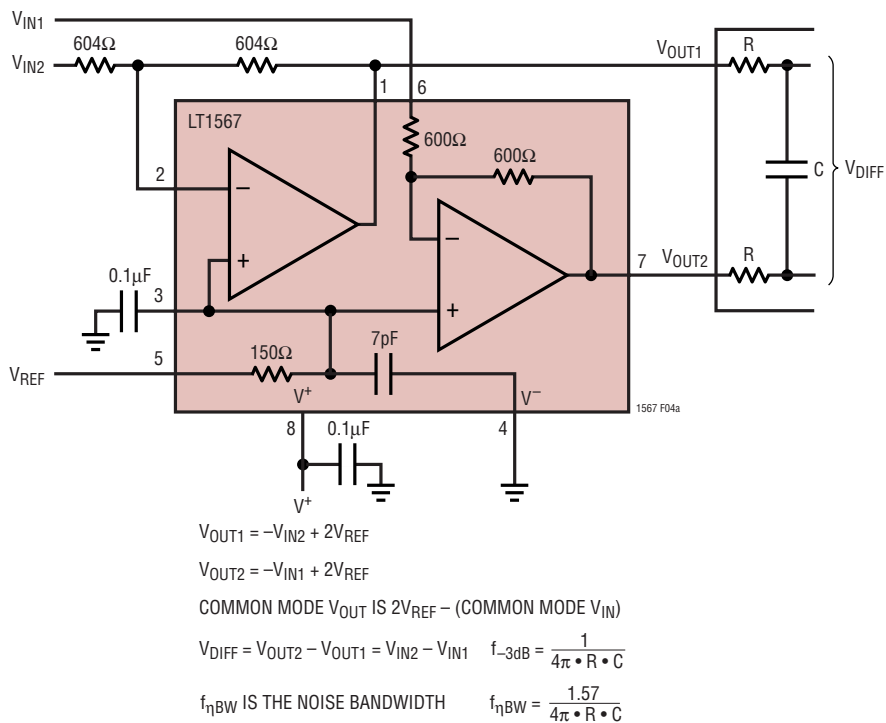 VIN1
604Ω 604Ω
VIN2
VOUT1 R
1 6
LT1567
600Ω
600Ω
2
–
–
C VDIFF
+
+
0.1µF
3
7 VOUT2 R
5 150Ω 7pF
VREF
V+ V–
1567 F04a
8 0.1µF 4
V+
VOUT1 = –VIN2 + 2VREF
VOUT2 = –VIN1 + 2VREF
COMMON MODE VOUT IS 2VREF – (COMMON MODE VIN)
VDIFF = VOUT2 – VOUT1 = VIN2 – VIN1 f–3dB = 1 / 4π • R • C
fηBW IS THE NOISE BANDWIDTH fηBW = 1.57 / 4π • R • C